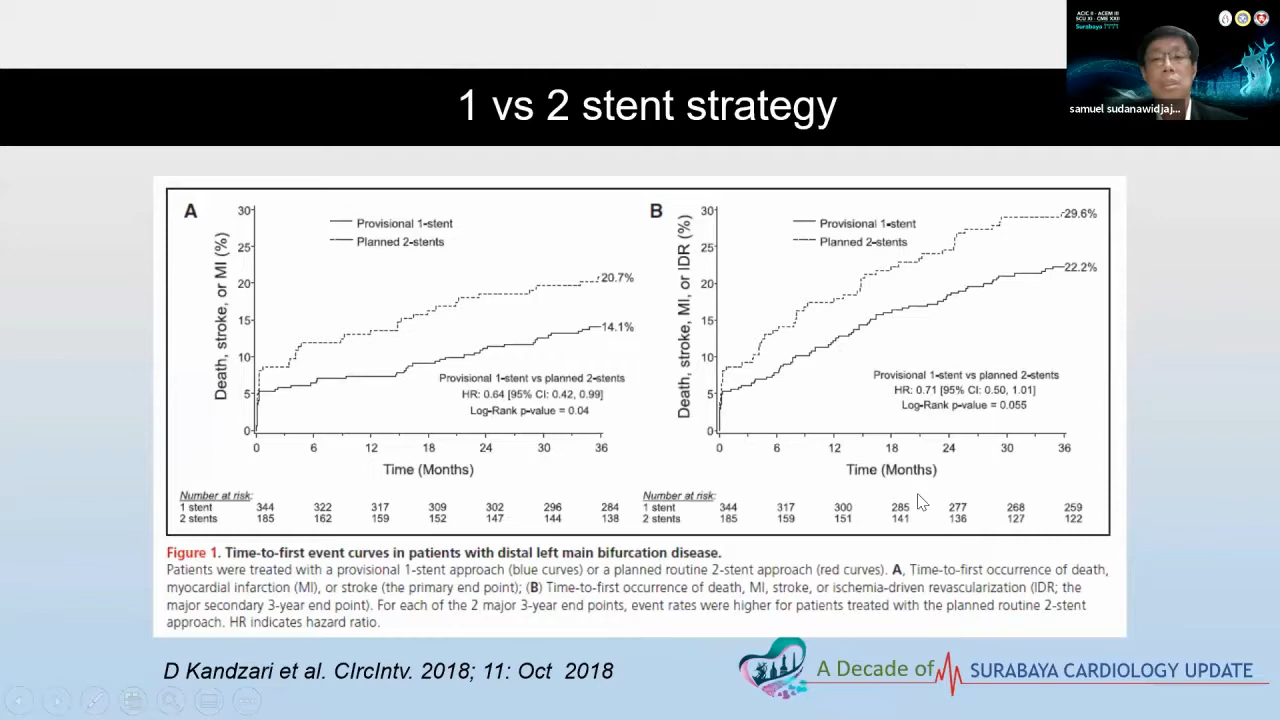 ACIC II - ACEM III
SCU XI - CME XXII
Surabaya
samuel sudanawidjaj...
1 vs 2 stent strategy
A
Death, stroke, or MI (%)
30
25
20
15
10
5
0
Provisional 1-stent
Planned 2-stents
20.7%
14.1%
Provisional 1-stent vs planned 2-stents
HR: 0.64 [95% CI: 0.42, 0.99]
Log-Rank p-value = 0.04
0 6 12 18 24 30 36
Time (Months)
Number at risk:
1 stent 344 322 317 309 302 296 284
2 stents 185 162 159 152 147 144 138
B
Death, stroke, MI, or IDR (%)
30
25
20
15
10
5
0
Provisional 1-stent
Planned 2-stents
29.6%
22.2%
Provisional 1-stent vs planned 2-stents
HR: 0.71 [95% CI: 0.50, 1.01]
Log-Rank p-value = 0.055
0 6 12 18 24 30 36
Time (Months)
Number at risk:
1 stent 344 317 300 285 277 268 259
2 stents 185 159 151 141 136 127 122
Figure 1. Time-to-first event curves in patients with distal left main bifurcation disease.
Patients were treated with a provisional 1-stent approach (blue curves) or a planned routine 2-stent approach (red curves). A, Time-to-first occurrence of death,
myocardial infarction (MI), or stroke (the primary end point); (B) Time-to-first occurrence of death, MI, stroke, or ischemia-driven revascularization (IDR; the
major secondary 3-year end point). For each of the 2 major 3-year end points, event rates were higher for patients treated with the planned routine 2-stent
approach. HR indicates hazard ratio.
D Kandzari et al. CIrcIntv. 2018; 11: Oct 2018
A Decade of SURABAYA CARDIOLOGY UPDATE